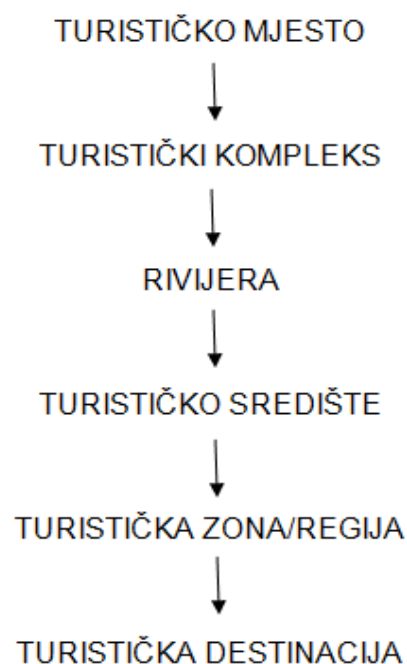 TURISTIČKO MJESTO
TURISTIČKI KOMPLEKS
RIVIJERA
TURISTIČKO SREDIŠTE
TURISTIČKA ZONA/REGIJA
TURISTIČKA DESTINACIJA